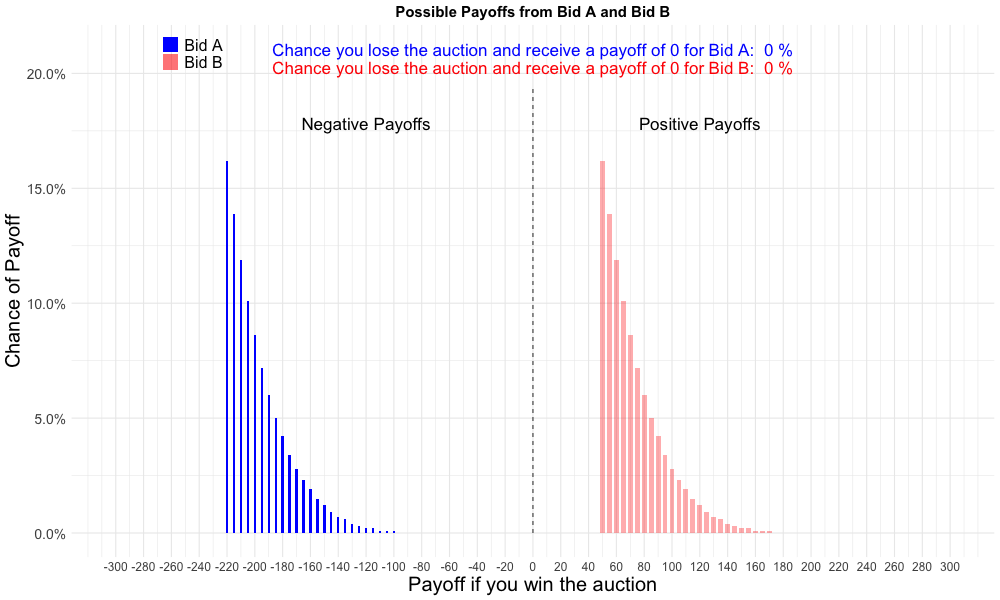 Possible Payoffs from Bid A and Bid B
Bid A
Bid B
Chance you lose the auction and receive a payoff of 0 for Bid A:  0 %
Chance you lose the auction and receive a payoff of 0 for Bid B:  0 %
Negative Payoffs
Positive Payoffs
Chance of Payoff
20.0%
15.0%
10.0%
5.0%
0.0%
-300 -280 -260 -240 -220 -200 -180 -160 -140 -120 -100 -80 -60 -40 -20 0 20 40 60 80 100 120 140 160 180 200 220 240 260 280 300
Payoff if you win the auction